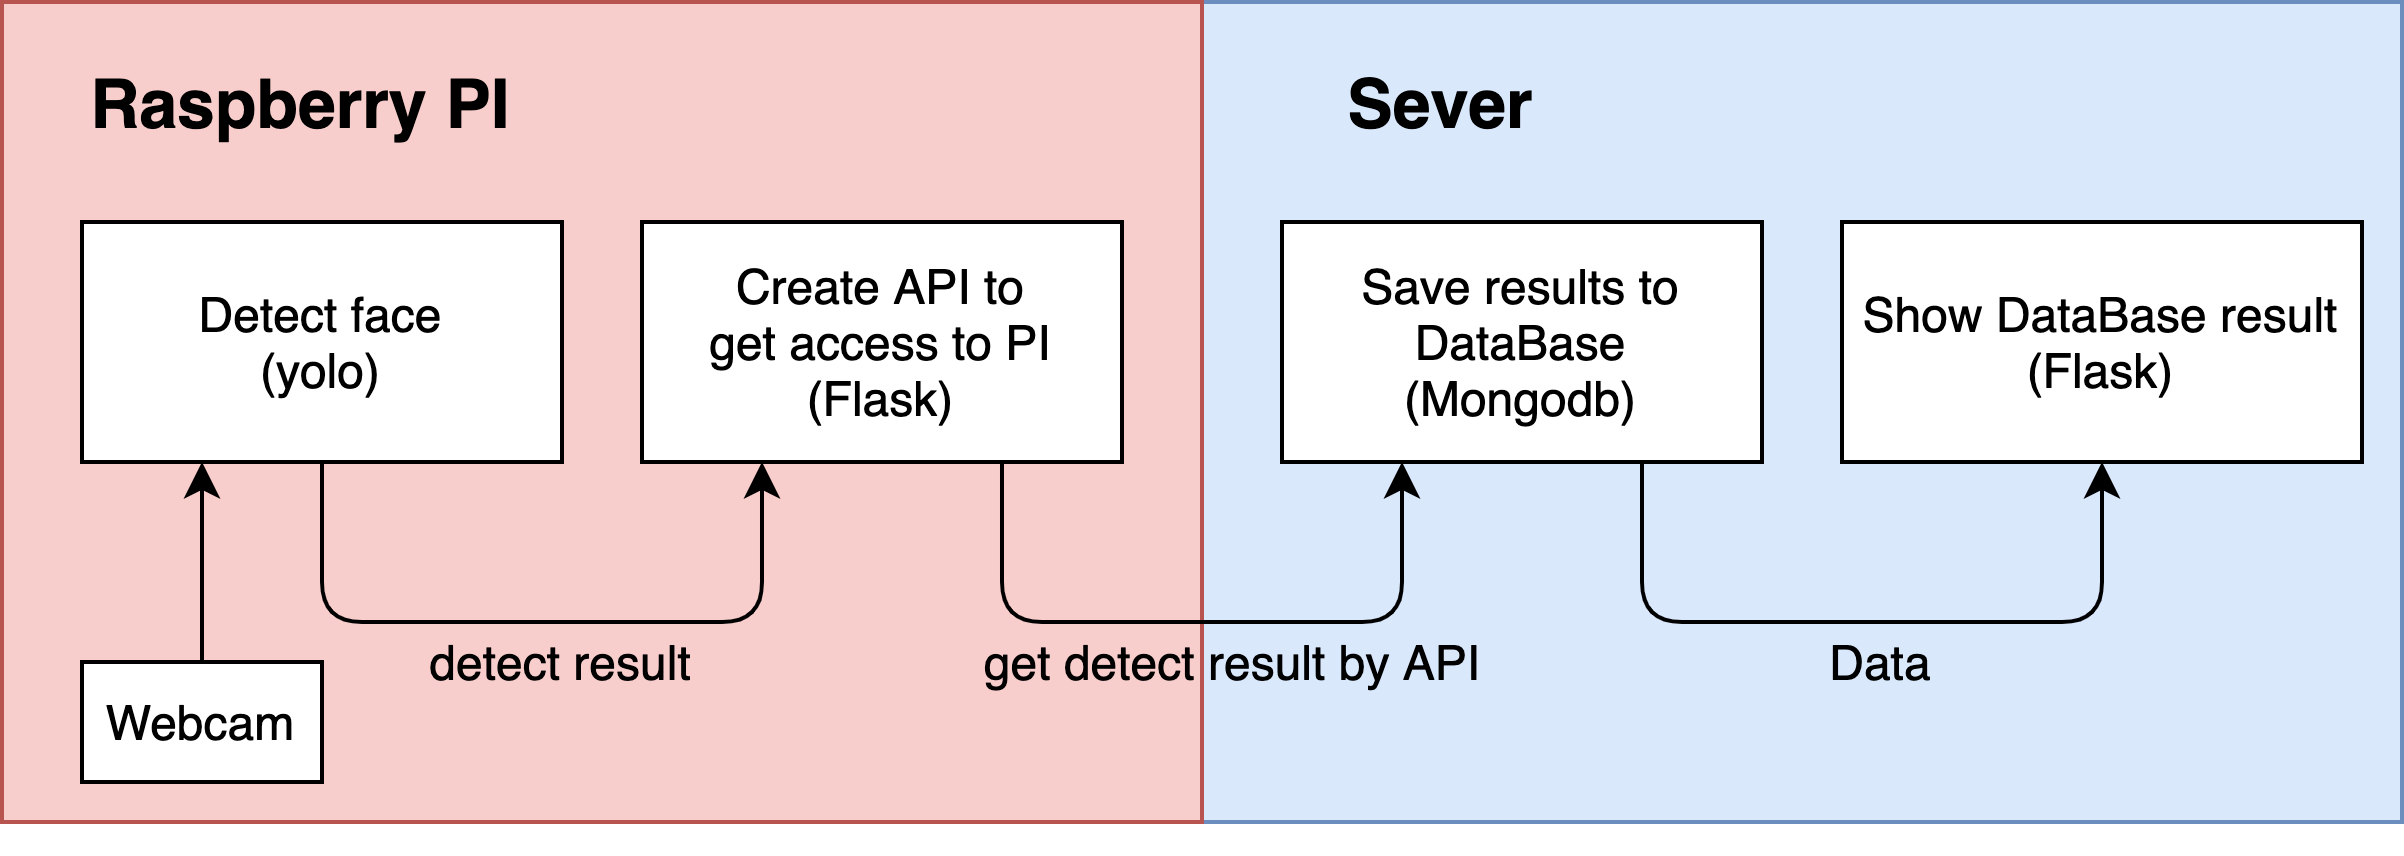 Raspberry PI
Sever
Detect face
(yolo)
Create API to
get access to PI
(Flask)
Save results to
DataBase
(Mongodb)
Show DataBase result
(Flask)
detect result
get detect result by API
Data
Webcam